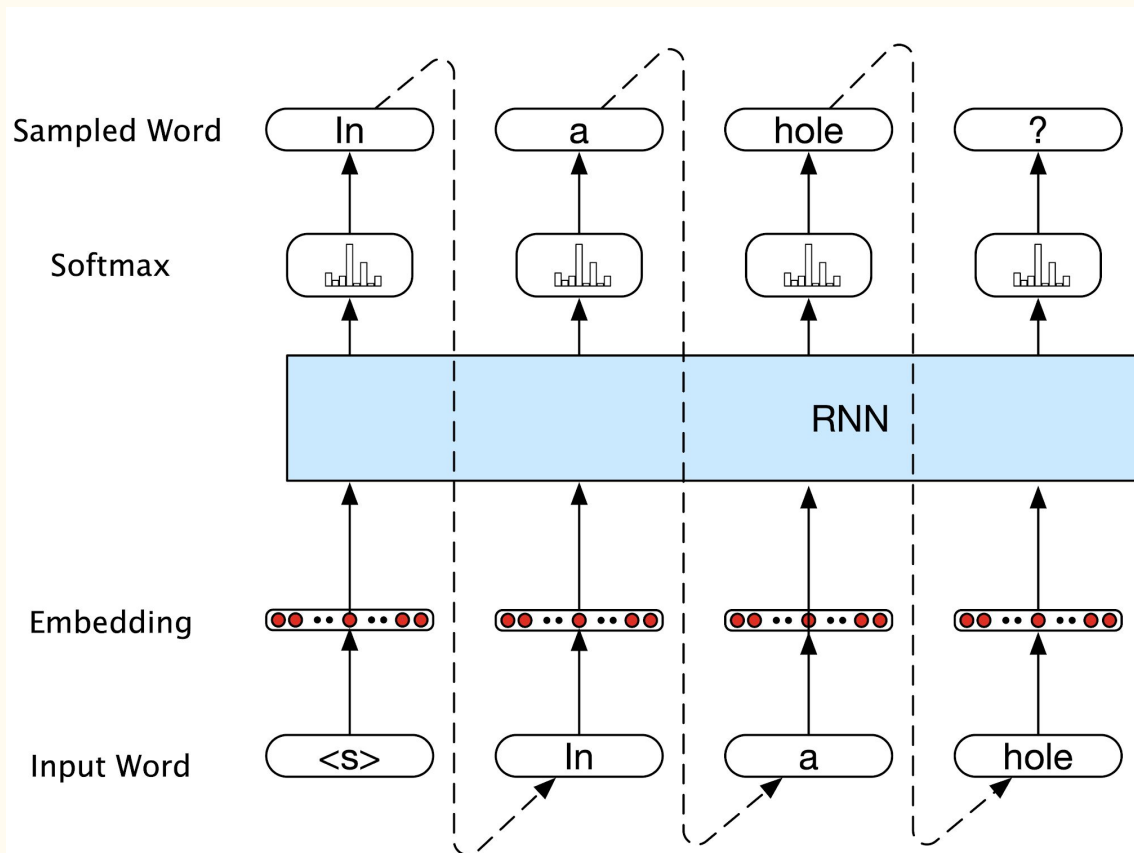 Sampled Word In a hole ?
Softmax
RNN
Embedding
Input Word <s> In a hole